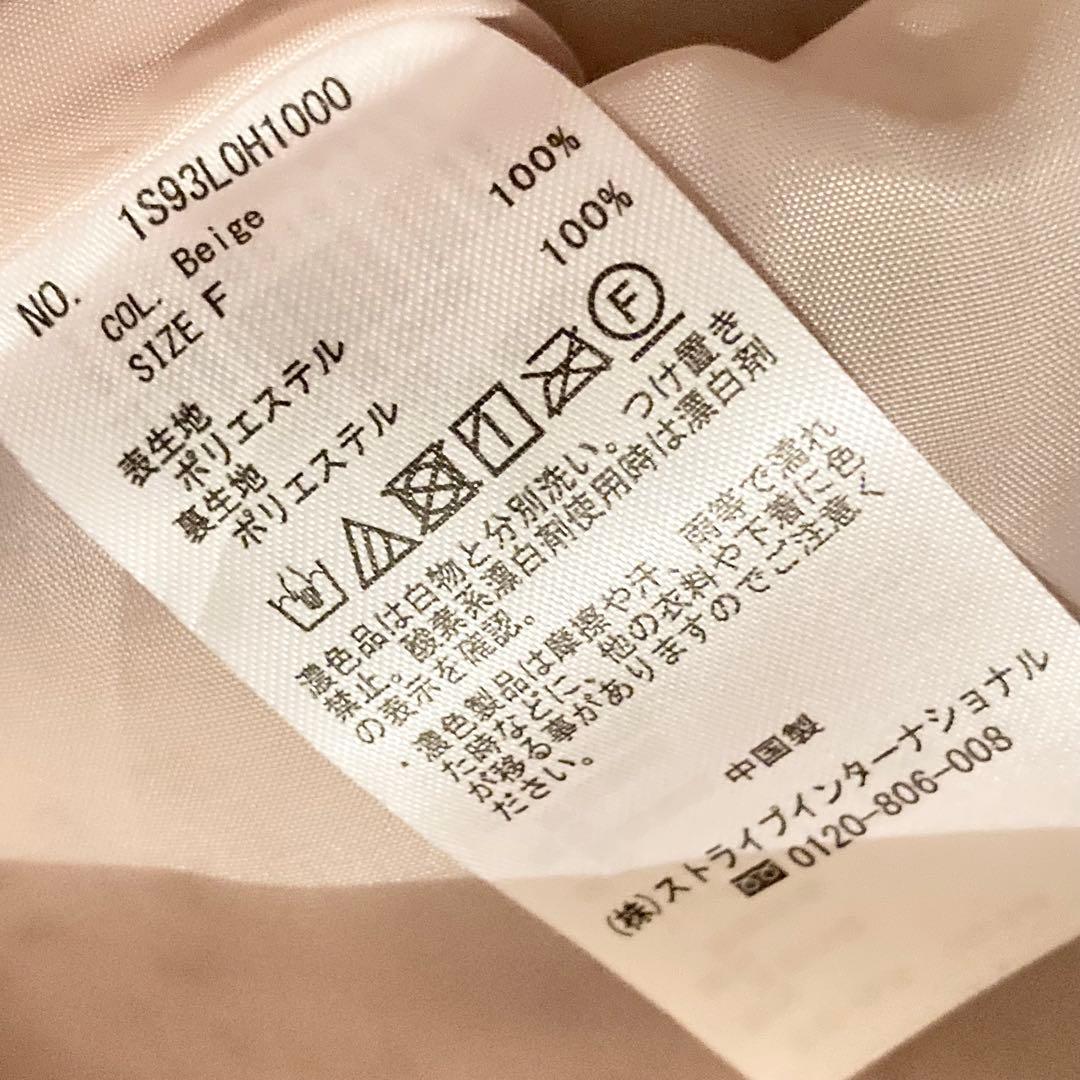 NO. 1S93L0H1000
COL. Beige
SIZE F
表生地
ポリエステル 100%
裏生地
ポリエステル 100%
F
濃色品は白物と分別洗い。つけ置き
禁止。酸素系漂白剤使用時は漂白剤
の表示を確認。
・濃色製品は摩擦や汗、雨等で濡れ
た時などに、他の衣料や下着に色
が移る事がありますのでご注意く
ださい。
中国製
(株)ストライプインターナショナル
0120-806-008